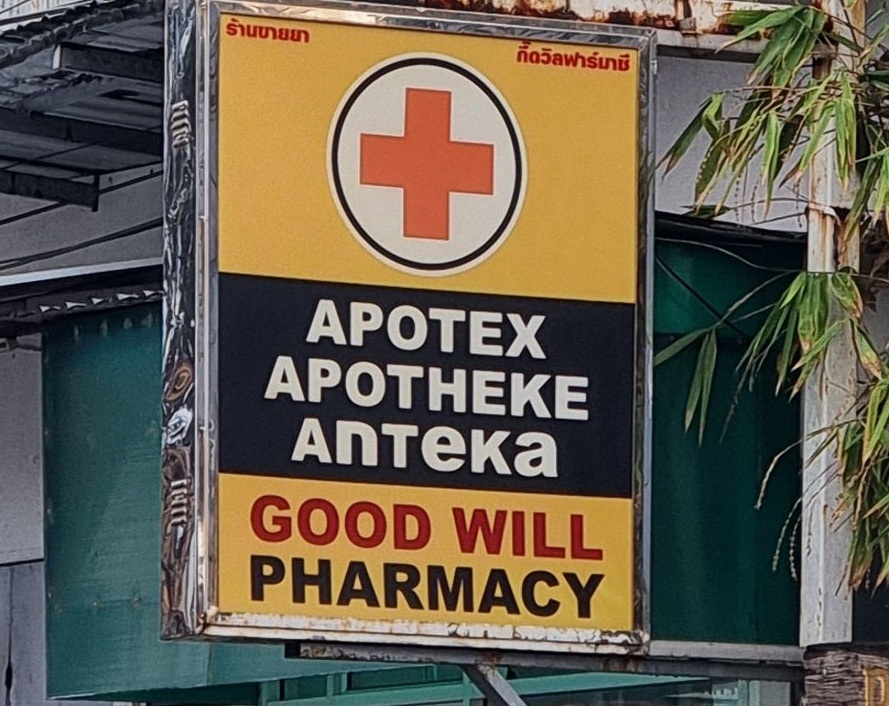 ร้านขายยา
กู๊ดวิลฟาร์มาซี
APOTEX
APOTHEKE
Anтека
GOOD WILL
PHARMACY